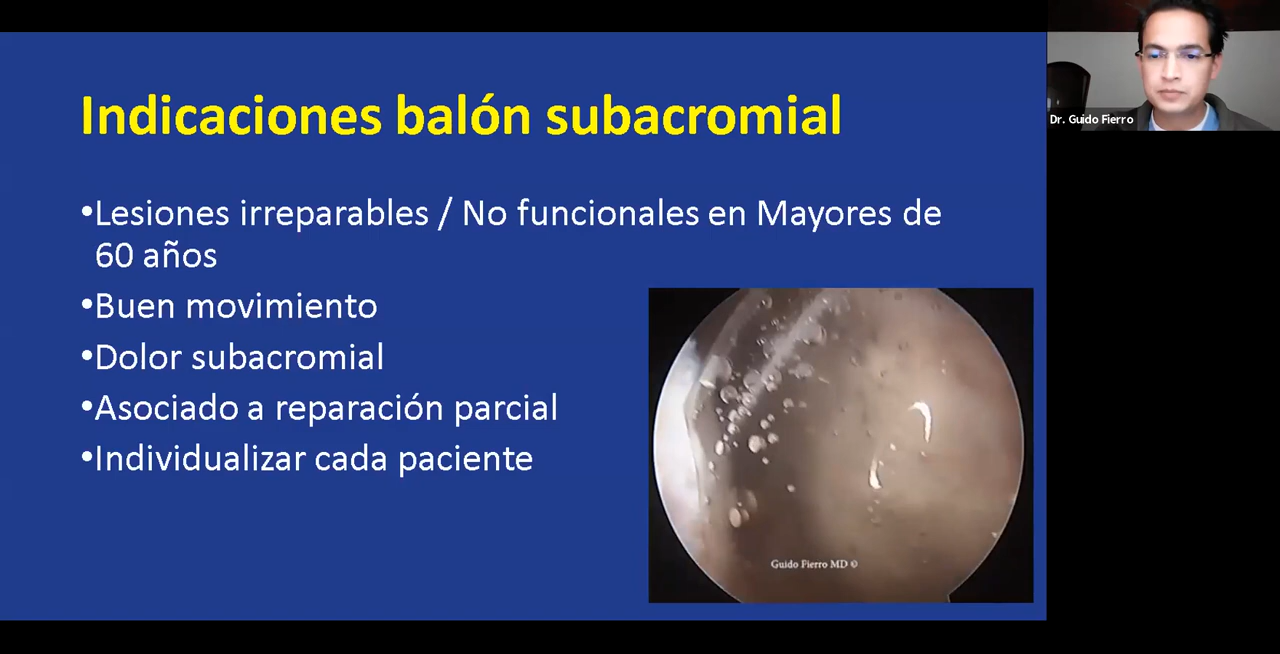 Indicaciones balón subacromial
•Lesiones irreparables / No funcionales en Mayores de
60 años
•Buen movimiento
•Dolor subacromial
•Asociado a reparación parcial
•Individualizar cada paciente
Guido Fierro MD ©
Dr. Guido Fierro